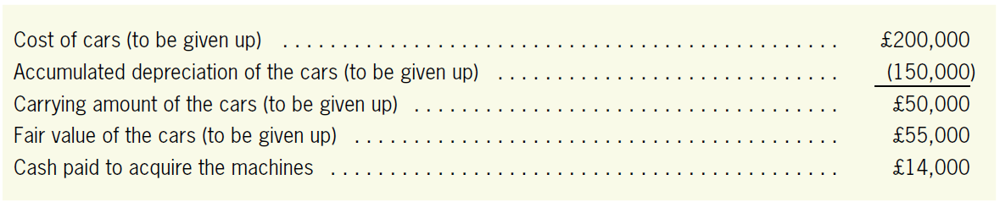 Cost of cars (to be given up) . . . . . . . . . . . . . . . . . . . . . . . . . . . . . . . . . . . . . . . . . . . . . . . £200,000
Accumulated depreciation of the cars (to be given up) . . . . . . . . . . . . . . . . . . . . . . . . . . . . . (150,000)
Carrying amount of the cars (to be given up) . . . . . . . . . . . . . . . . . . . . . . . . . . . . . . . . . . . . £50,000
Fair value of the cars (to be given up) . . . . . . . . . . . . . . . . . . . . . . . . . . . . . . . . . . . . . . . . . £55,000
Cash paid to acquire the machines . . . . . . . . . . . . . . . . . . . . . . . . . . . . . . . . . . . . . . . . . . . £14,000